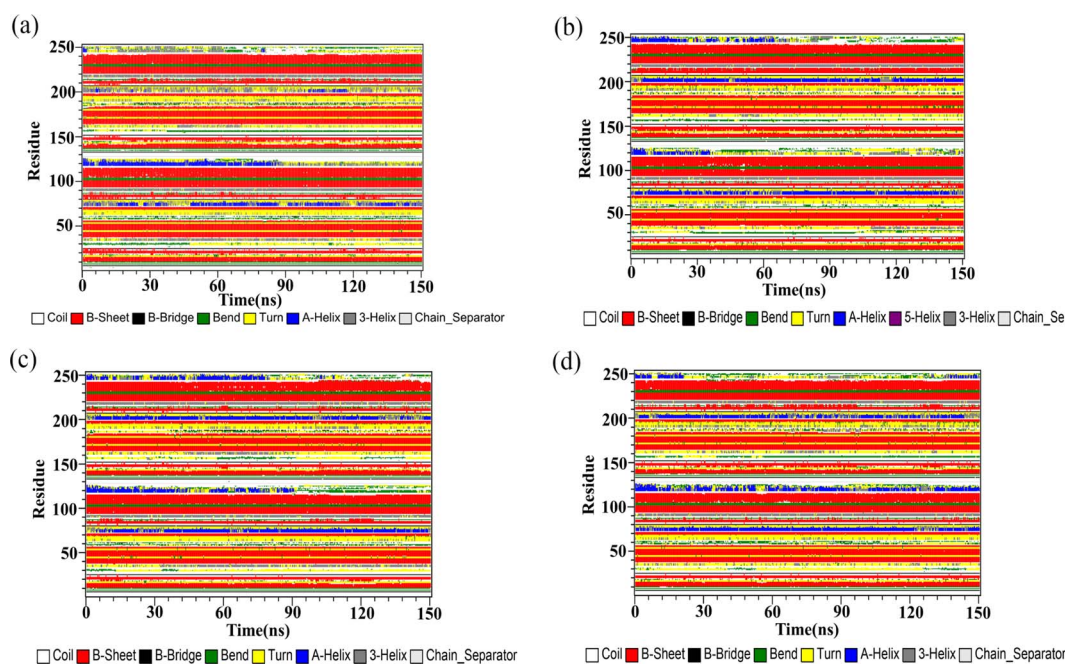 (a)
250
200
150
100
50
Residue
0 30 60 90 120 150
Time(ns)
Coil B-Sheet B-Bridge Bend Turn A-Helix 3-Helix Chain_Separator
(b)
250
200
150
100
50
Residue
0 30 60 90 120 150
Time(ns)
Coil B-Sheet B-Bridge Bend Turn A-Helix 5-Helix 3-Helix Chain_Se
(c)
250
200
150
100
50
Residue
0 30 60 90 120 150
Time(ns)
Coil B-Sheet B-Bridge Bend Turn A-Helix 3-Helix Chain_Separator
(d)
250
200
150
100
50
Residue
0 30 60 90 120 151
Time(ns)
Coil B-Sheet B-Bridge Bend Turn A-Helix 3-Helix Chain_Separator